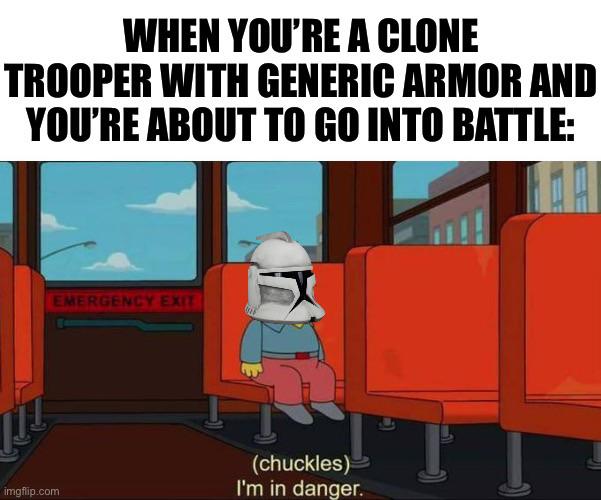 WHEN YOU’RE A CLONE
TROOPER WITH GENERIC ARMOR AND
YOU’RE ABOUT TO GO INTO BATTLE:
EMERGENCY EXIT
(chuckles)
I'm in danger.
imgflip.com